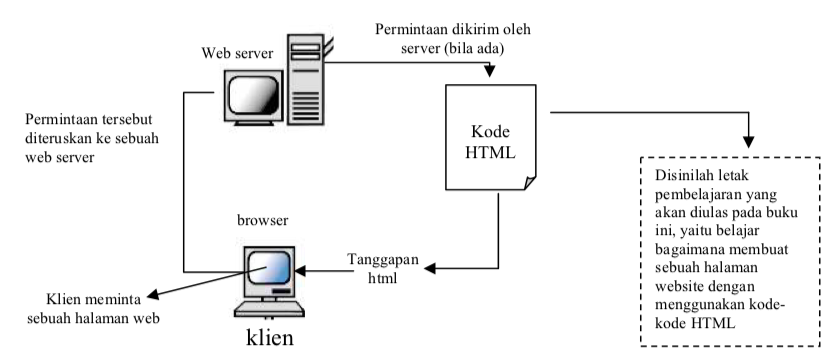 Permintaan dikirim oleh
server (bila ada)
Web server
Permintaan tersebut
diteruskan ke sebuah
web server
Kode
HTML
Disinilah letak
pembelajaran yang
akan diulas pada buku
ini, yaitu belajar
bagaimana membuat
sebuah halaman
website dengan
menggunakan kode-
kode HTML
browser
Tanggapan
html
Klien meminta
sebuah halaman web
klien